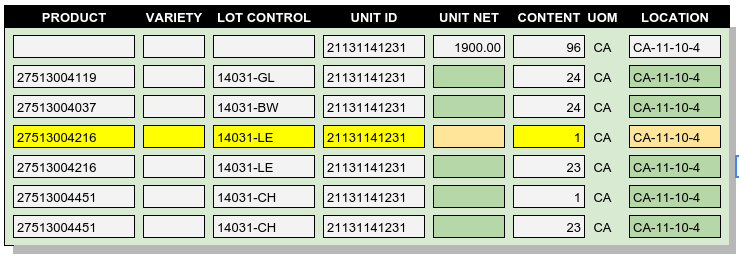 PRODUCT VARIETY LOT CONTROL UNIT ID UNIT NET CONTENT UOM LOCATION
21131141231 1900.00 96 CA CA-11-10-4
27513004119 14031-GL 21131141231 24 CA CA-11-10-4
27513004037 14031-BW 21131141231 24 CA CA-11-10-4
27513004216 14031-LE 21131141231 1 CA CA-11-10-4
27513004216 14031-LE 21131141231 23 CA CA-11-10-4
27513004451 14031-CH 21131141231 1 CA CA-11-10-4
27513004451 14031-CH 21131141231 23 CA CA-11-10-4